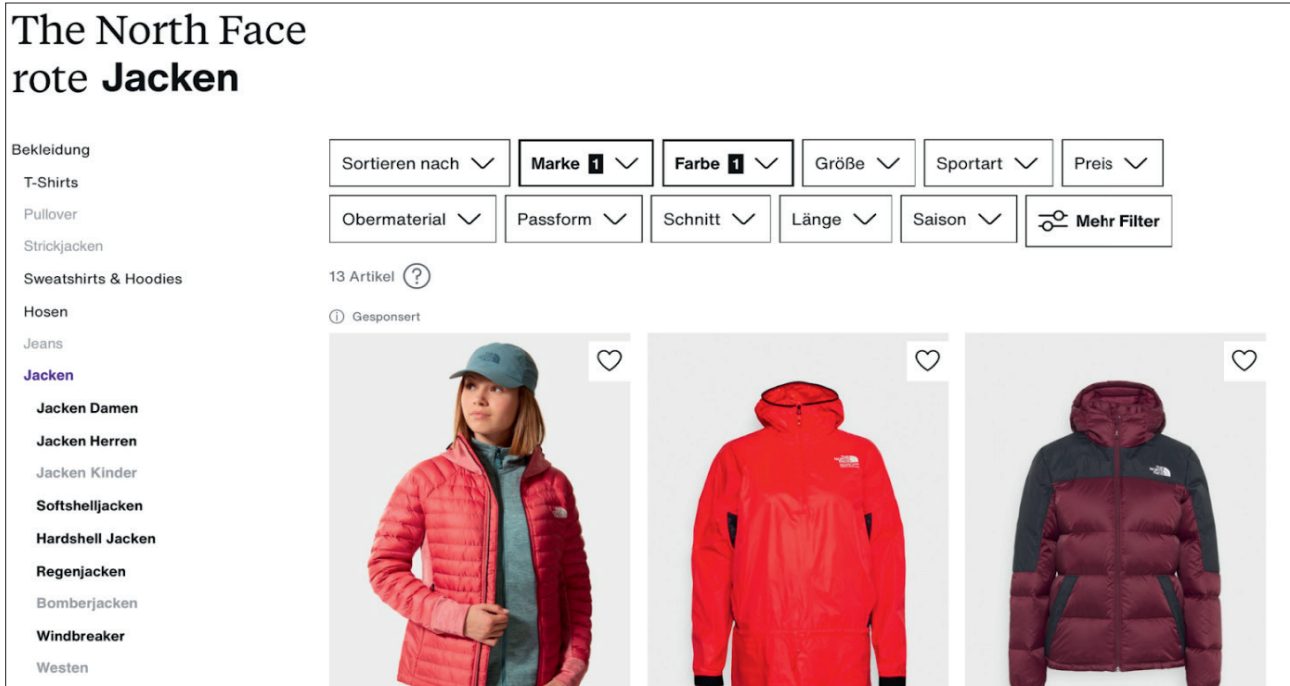 The North Face
rote Jacken
Bekleidung
T-Shirts
Pullover
Strickjacken
Sweatshirts & Hoodies
Hosen
Jeans
Jacken
Jacken Damen
Jacken Herren
Jacken Kinder
Softshelljacken
Hardshell Jacken
Regenjacken
Bomberjacken
Windbreaker
Westen
Sortieren nach
Marke 1
Farbe 1
Größe
Sportart
Preis
Obermaterial
Passform
Schnitt
Länge
Saison
Mehr Filter
13 Artikel ?
Gesponsert